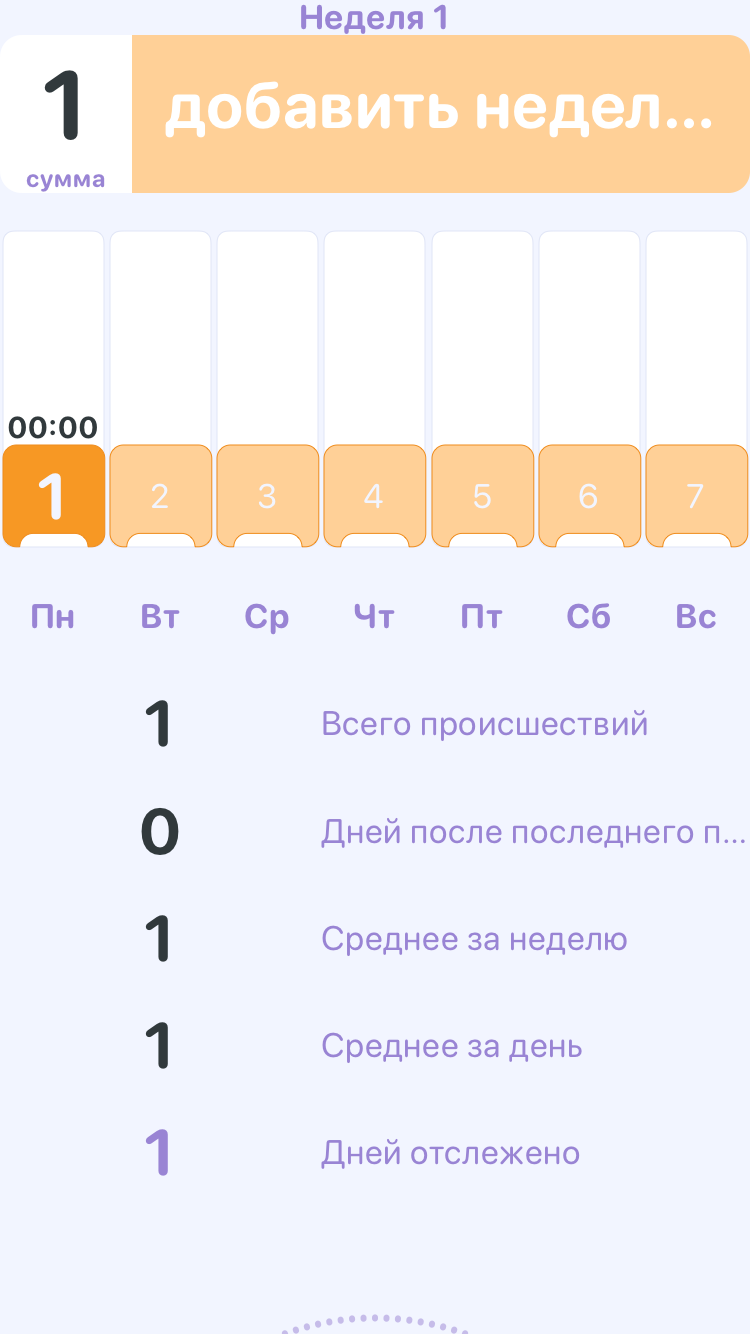 Неделя 1
1
сумма
добавить недел...
00:00
1 2 3 4 5 6 7
Пн Вт Ср Чт Пт Сб Вс
1 Всего происшествий
0 Дней после последнего п...
1 Среднее за неделю
1 Среднее за день
1 Дней отслежено